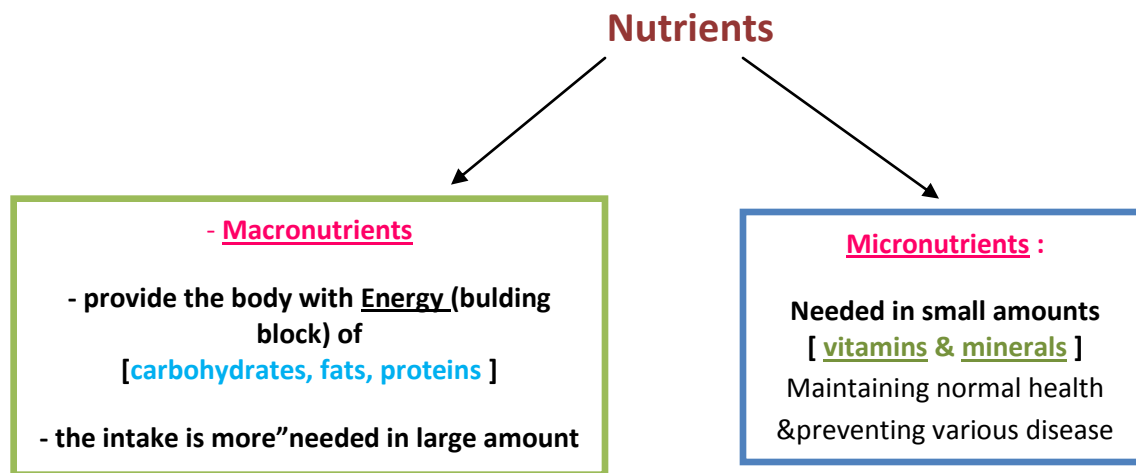 Nutrients
- Macronutrients
- provide the body with Energy (bulding
block) of
[carbohydrates, fats, proteins ]
- the intake is more”needed in large amount
Micronutrients :
Needed in small amounts
[ vitamins & minerals ]
Maintaining normal health
&preventing various disease